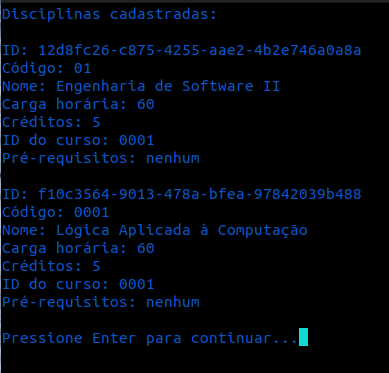 Disciplinas cadastradas:
ID: 12d8fc26-c875-4255-aae2-4b2e746a0a8a
Código: 01
Nome: Engenharia de Software II
Carga horária: 60
Créditos: 5
ID do curso: 0001
Pré-requisitos: nenhum
ID: f10c3564-9013-478a-bfea-97842039b488
Código: 0001
Nome: Lógica Aplicada à Computação
Carga horária: 60
Créditos: 5
ID do curso: 0001
Pré-requisitos: nenhum
Pressione Enter para continuar...